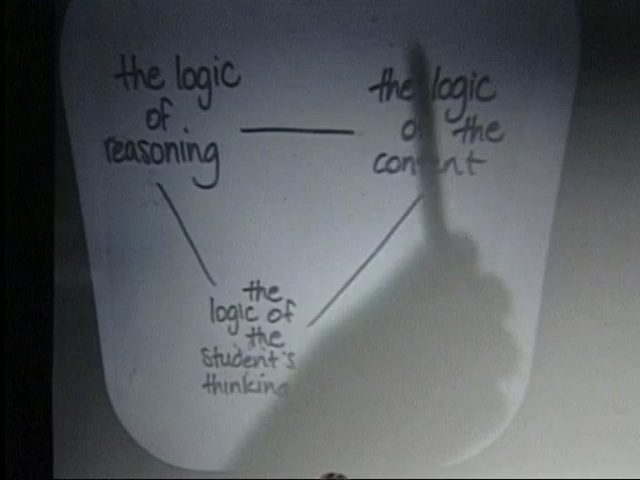 the logic
of
reasoning
the logic
of the
content
the
logic of
the
student's
thinking